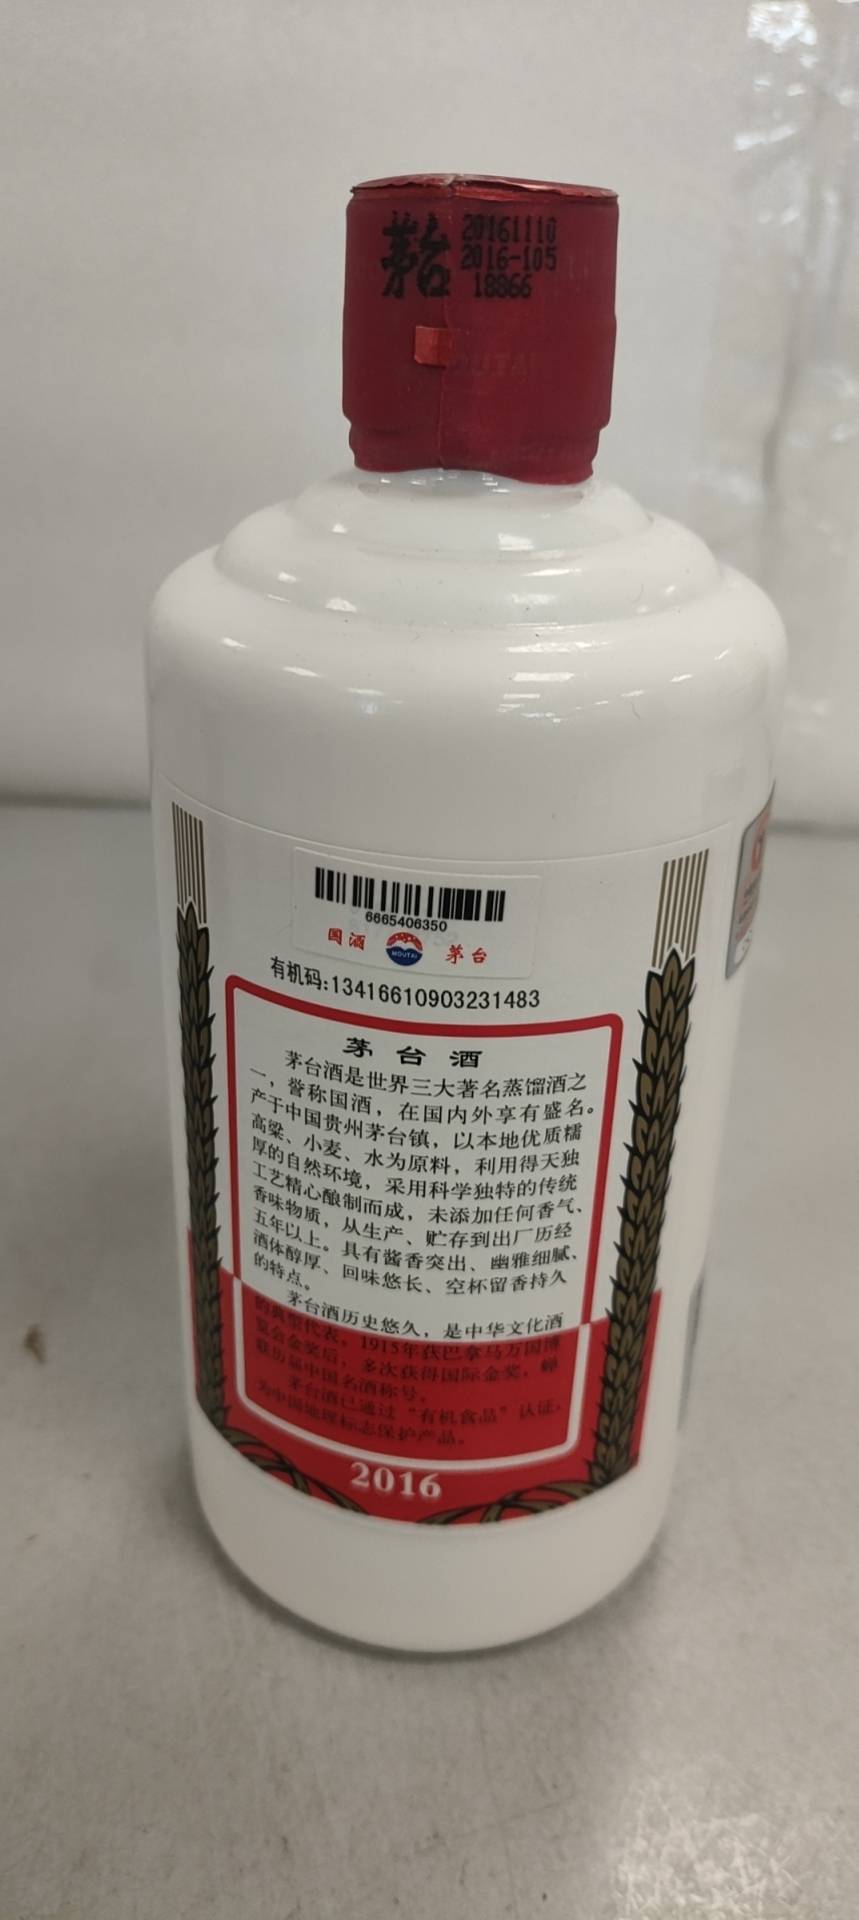 茅台
20161110
2016-105
18866
MOUTAI
6665406350
国酒 MOUTAI 茅台
有机码:13416610903231483
茅台酒
茅台酒是世界三大著名蒸馏酒之
一，誉称国酒，在国内外享有盛名。
产于中国贵州茅台镇，以本地优质糯
高粱、小麦、水为原料，利用得天独
厚的自然环境，采用科学独特的传统
工艺精心酿制而成，未添加任何香气、
香味物质，从生产、贮存到出厂历经
五年以上。具有酱香突出、幽雅细腻、
酒体醇厚、回味悠长、空杯留香持久
的特点。
茅台酒历史悠久，是中华文化酒
的典型代表，1915年获巴拿马万国博
览会金奖后，多次获得国际金奖，蝉
联历届中国名酒称号。
茅台酒已通过“有机食品”认证，
为中国地理标志保护产品。
2016